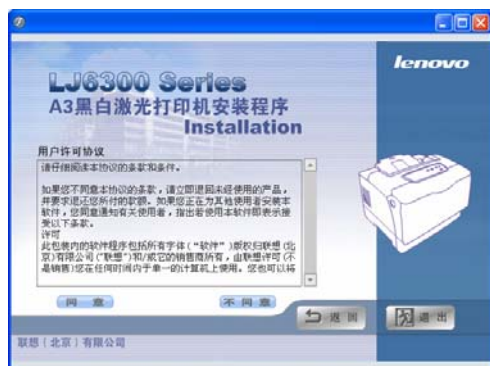 lenovo
LJ6300 Series
A3黑白激光打印机安装程序
Installation
用户许可协议
请仔细阅读本协议的条款和条件。
如果您不同意本协议的条款，请立即退回未经使用的产品，
并要求退还您所付的款额。如果您正在为其他使用者安装本
软件，您同意通知有关使用者，指出若使用本软件即表示接
受以下条款。
许可
此包装内的软件程序包括所有字体（“软件”）版权归联想（北
京）有限公司（“联想”）和/或它的销售商所有，由联想许可（不
是销售）您在任何时间内于单一的计算机上使用。您也可以将
同 意
不 同 意
返 回
退 出
联想（北京）有限公司